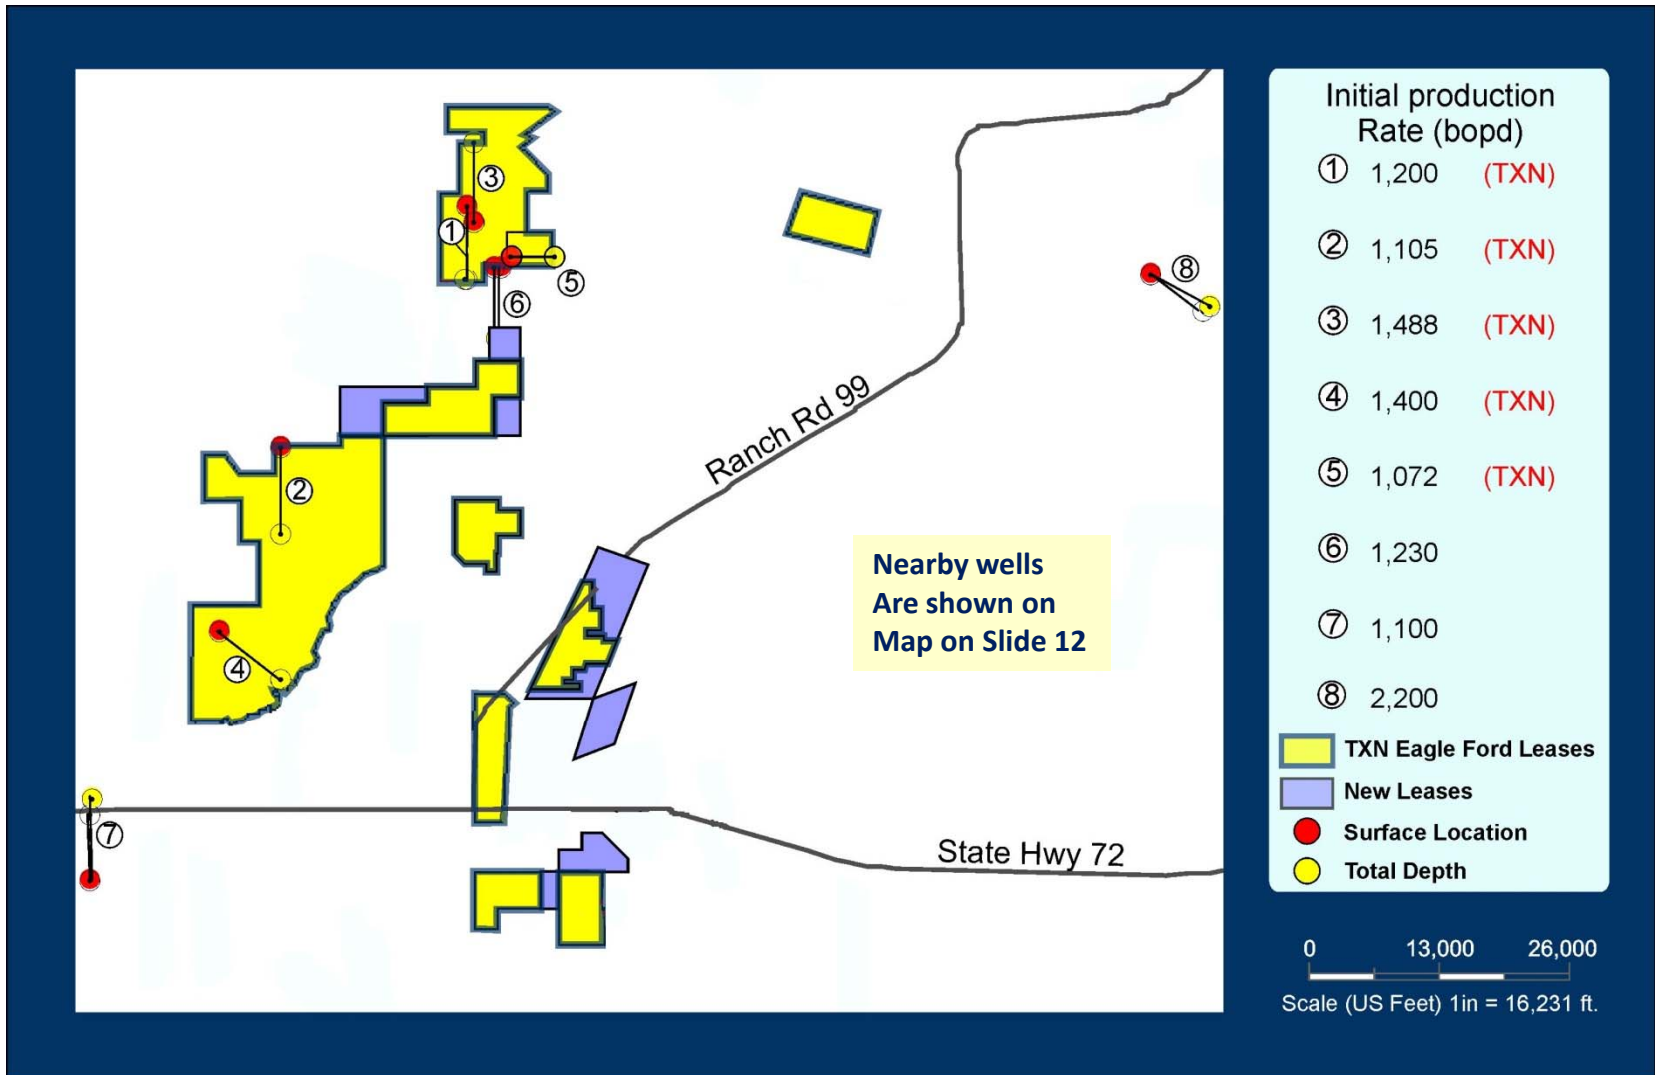 Initial production
Rate (bopd)
① 1,200 (TXN)
② 1,105 (TXN)
③ 1,488 (TXN)
④ 1,400 (TXN)
⑤ 1,072 (TXN)
⑥ 1,230
⑦ 1,100
⑧ 2,200
TXN Eagle Ford Leases
New Leases
Surface Location
Total Depth
0 13,000 26,000
Scale (US Feet) 1in = 16,231 ft.
③
①
⑤
⑥
⑧
Ranch Rd 99
②
④
Nearby wells
Are shown on
Map on Slide 12
⑦
State Hwy 72